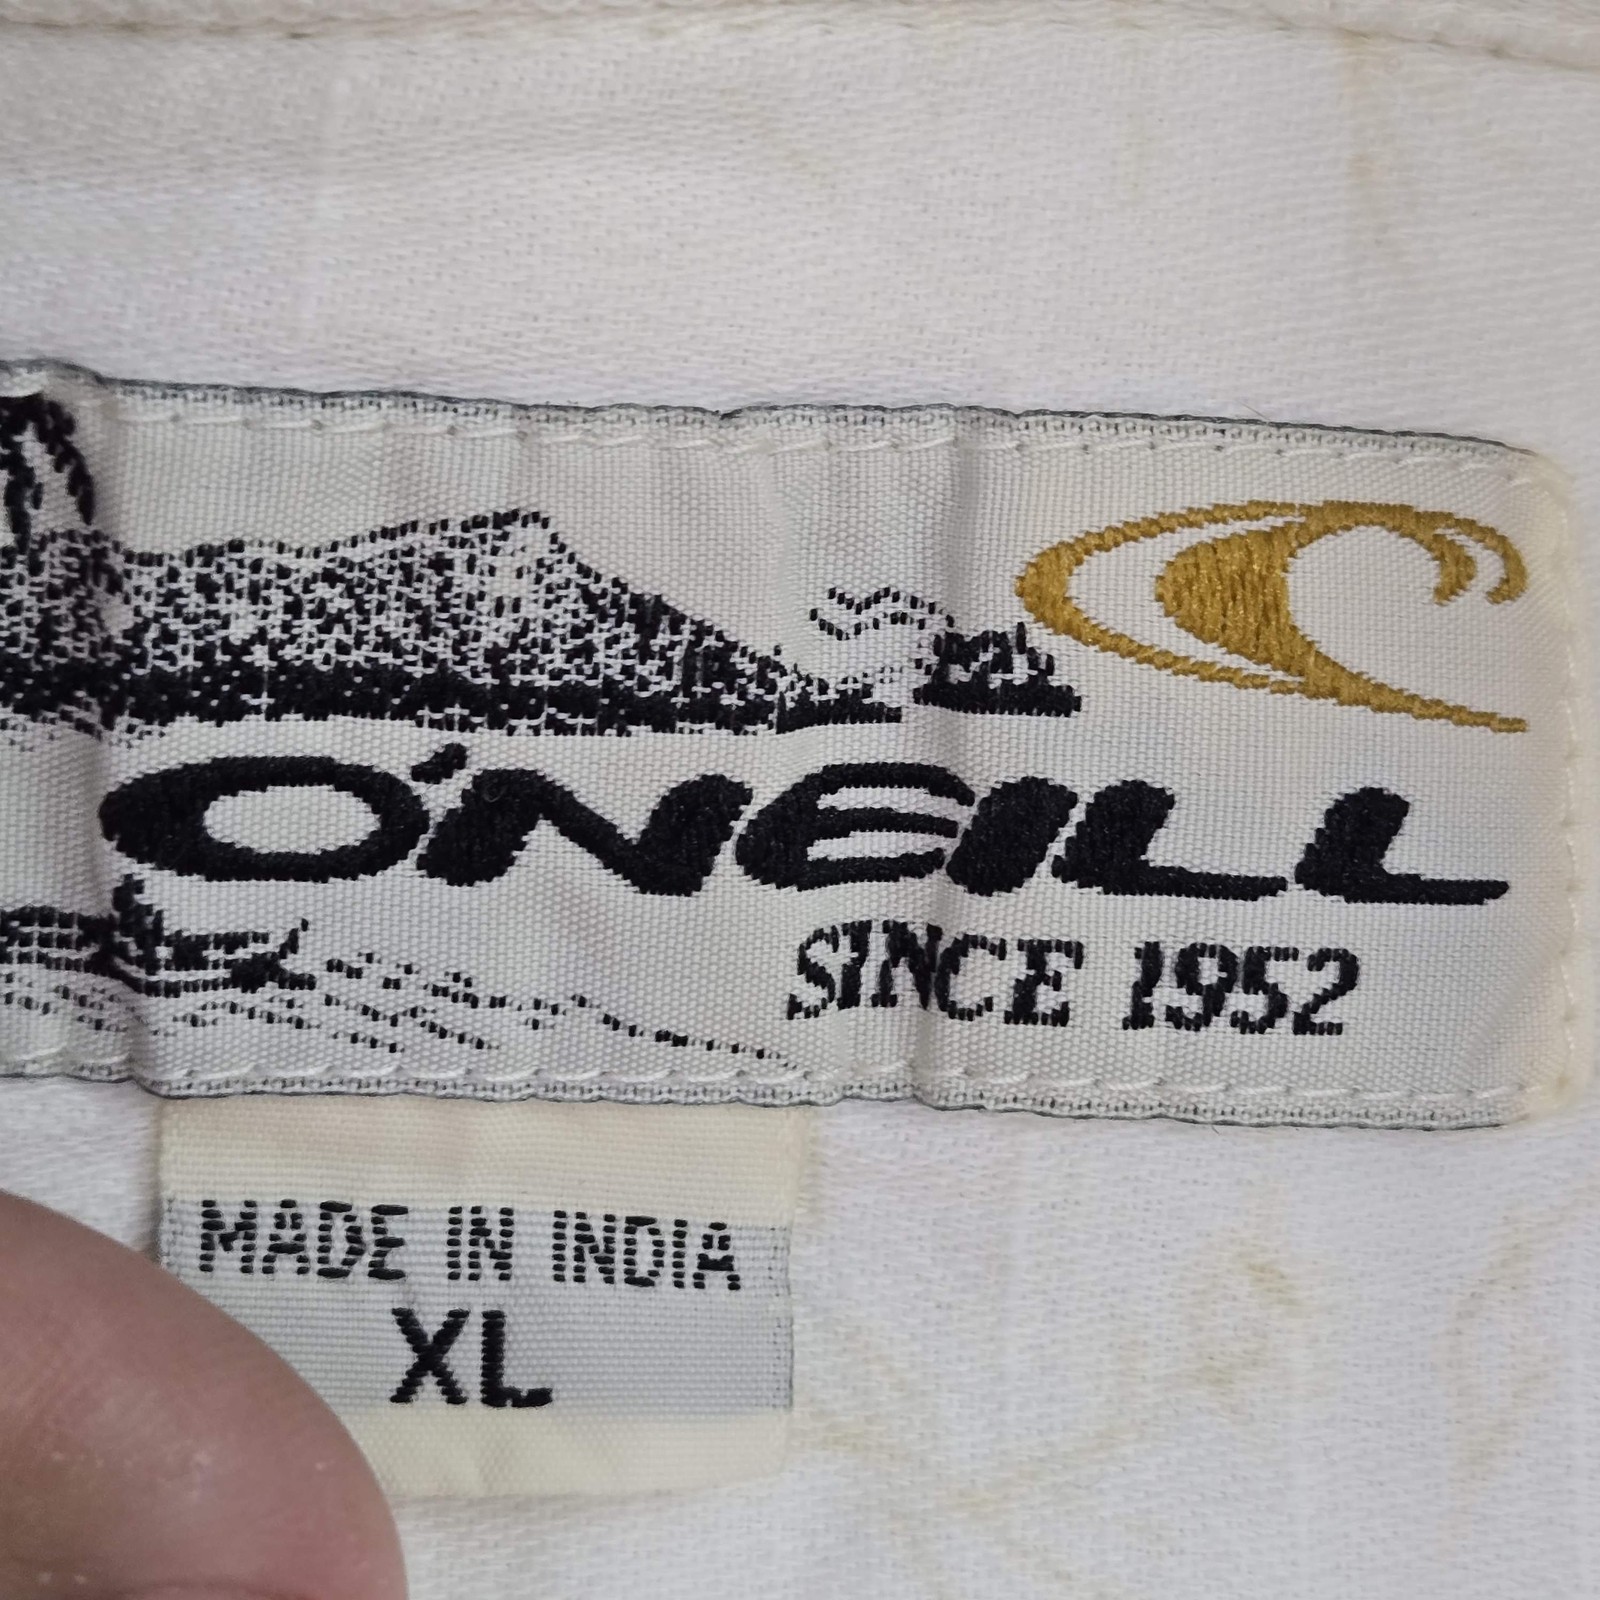 O'NEILL
SINCE 1952
MADE IN INDIA
XL